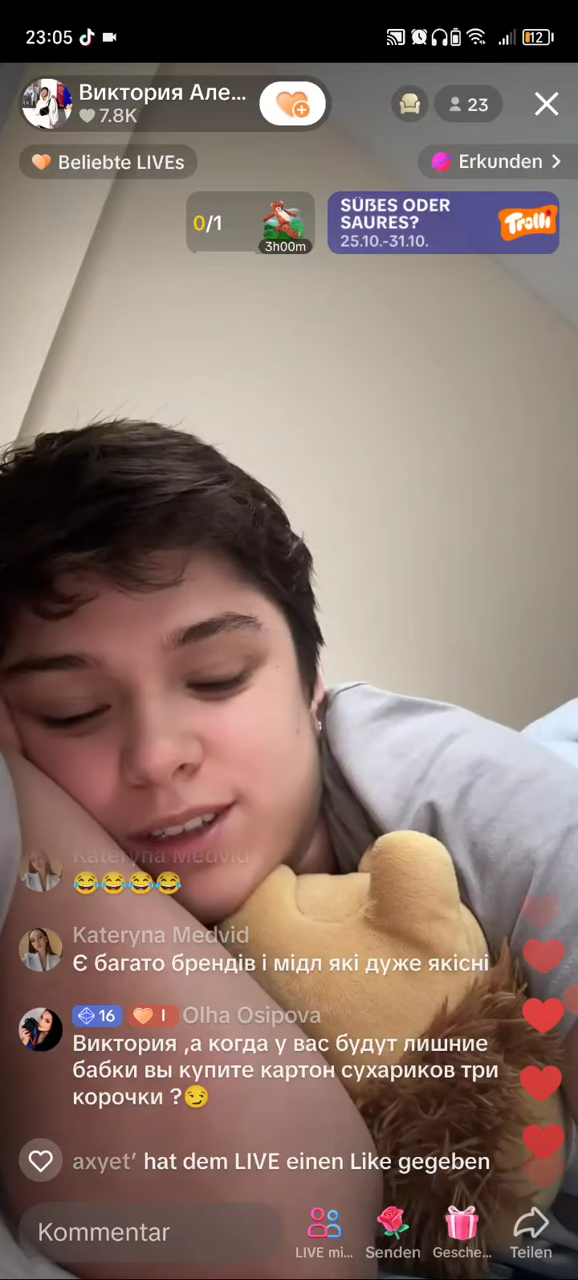 23:05
12
Виктория Але...
7.8K
23
Beliebte LIVEs
Erkunden
0/1
3h00m
SÜẞES ODER
SAURES?
25.10.-31.10.
Trolli
Kateryna Medvid
😂😂😂😂
Kateryna Medvid
Є багато брендів і мідл які дуже якісні
16 I Olha Osipova
Виктория ,а когда у вас будут лишние
бабки вы купите картон сухариков три
корочки ?😏
axyet’ hat dem LIVE einen Like gegeben
Kommentar
LIVE mi...
Senden
Gesche...
Teilen